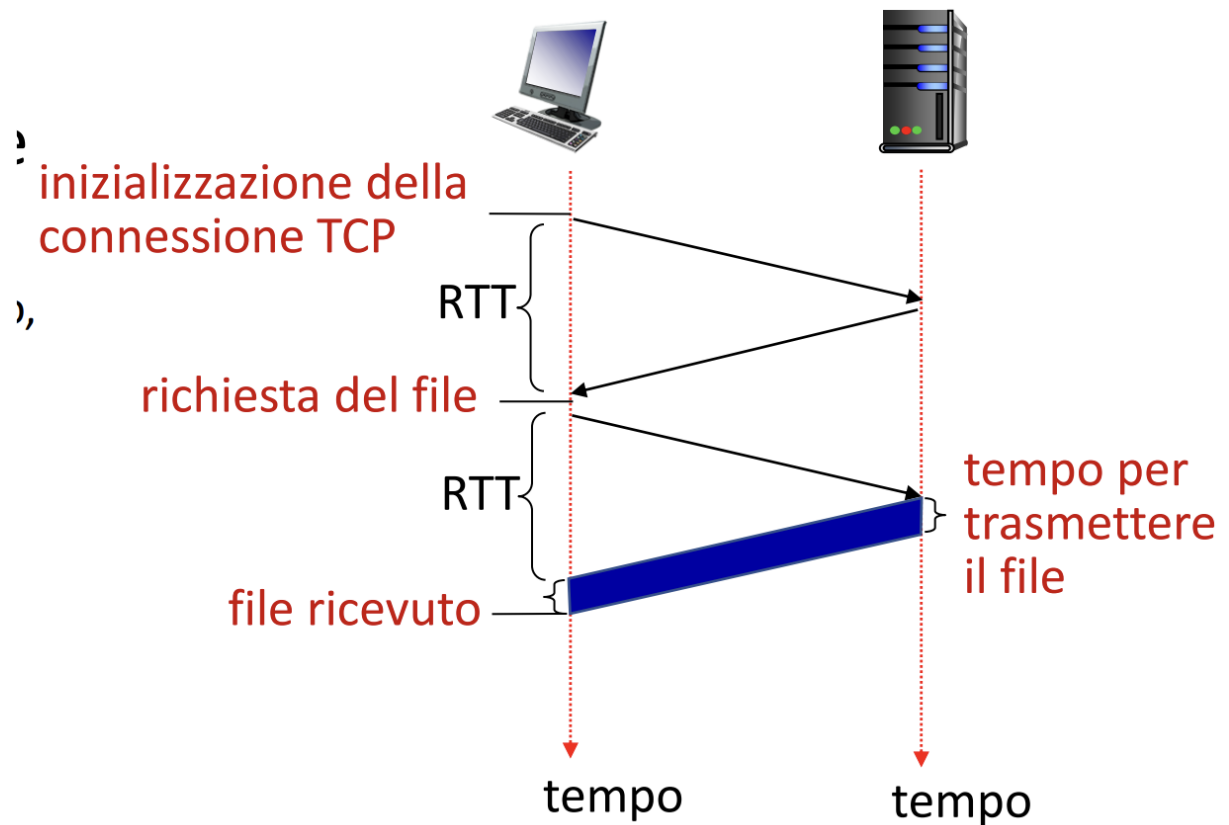 inizializzazione della
connessione TCP
RTT
richiesta del file
RTT
tempo per
trasmettere
il file
file ricevuto
tempo
tempo